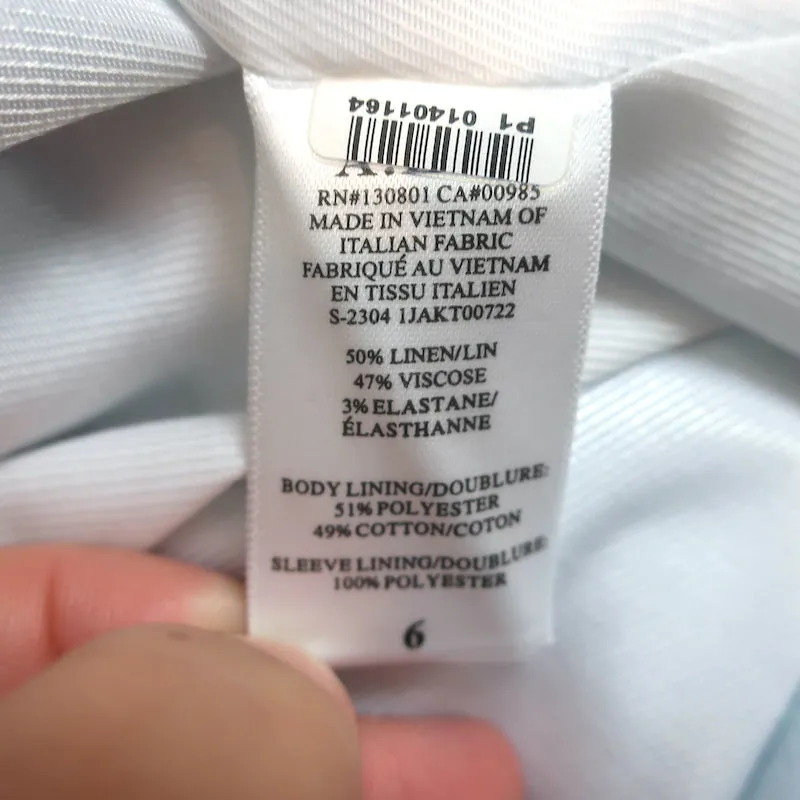 P1 01401164
RN#130801 CA#00985
MADE IN VIETNAM OF
ITALIAN FABRIC
FABRIQUÉ AU VIETNAM
EN TISSU ITALIEN
S-2304 1JAKT00722
50% LINEN/LIN
47% VISCOSE
3% ELASTANE/
ÉLASTHANNE
BODY LINING/DOUBLURE:
51% POLYESTER
49% COTTON/COTON
SLEEVE LINING/DOUBLURE:
100% POLYESTER
6